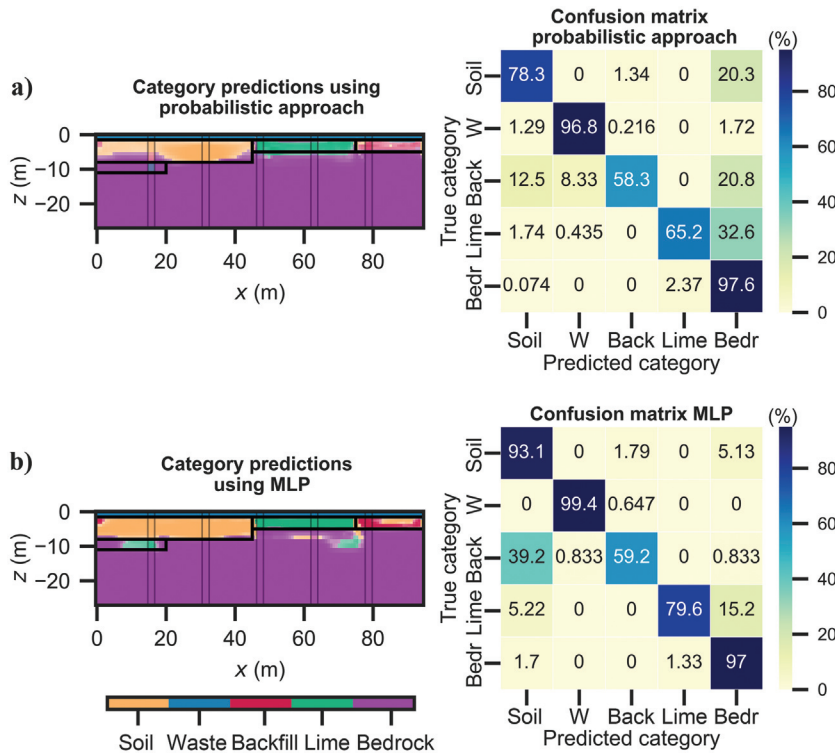 a)
Category predictions using
probabilistic approach
z (m)
0
−10
−20
0 20 40 60 80
x (m)
Confusion matrix
probabilistic approach
(%)
True category
Soil 78.3 0 1.34 0 20.3
W 1.29 96.8 0.216 0 1.72
Back 12.5 8.33 58.3 0 20.8
Lime 1.74 0.435 0 65.2 32.6
Bedr 0.074 0 0 2.37 97.6
Soil W Back Lime Bedr
Predicted category
80
60
40
20
0
b)
Category predictions
using MLP
z (m)
0
−10
−20
0 20 40 60 80
x (m)
Soil Waste Backfill Lime Bedrock
Confusion matrix MLP
(%)
True category
Soil 93.1 0 1.79 0 5.13
W 0 99.4 0.647 0 0
Back 39.2 0.833 59.2 0 0.833
Lime 5.22 0 0 79.6 15.2
Bedr 1.7 0 0 1.33 97
Soil W Back Lime Bedr
Predicted category
80
60
40
20
0